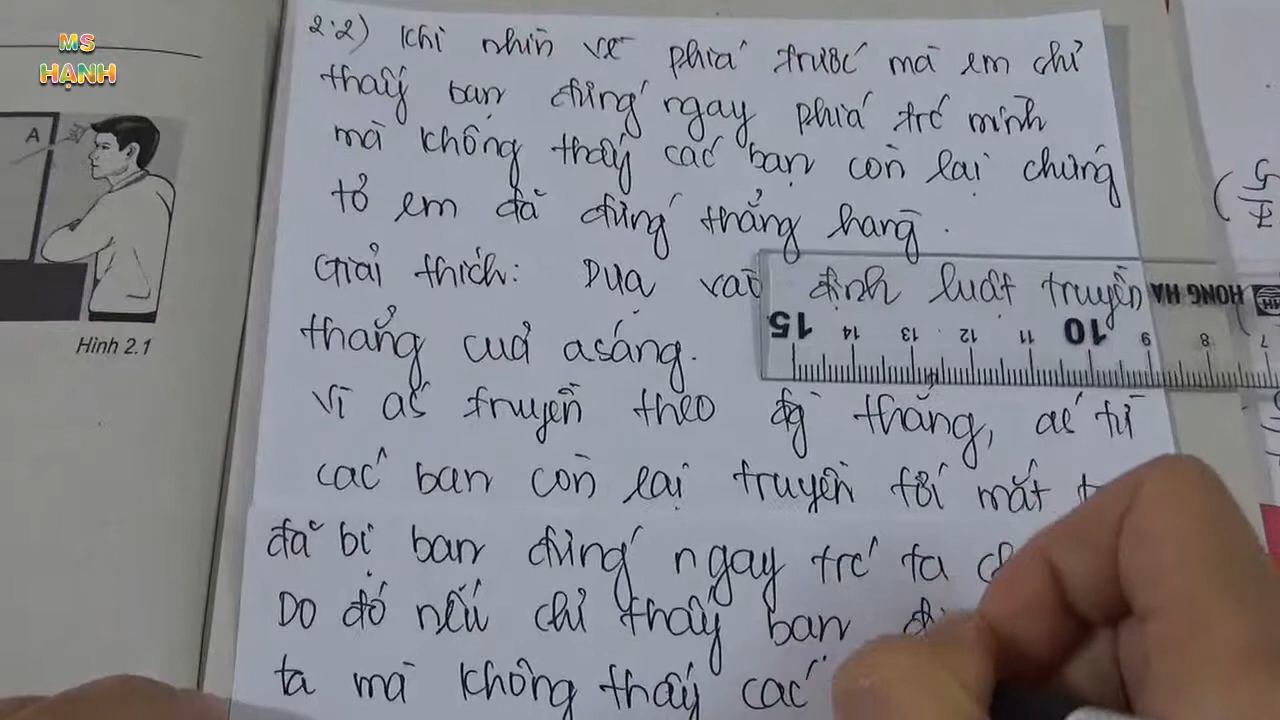 MS
HẠNH
A
Hình 2.1
2.2) Khi nhìn về phía trước mà em chỉ
thấy bạn đứng ngay phía trc mình
mà không thấy các bạn còn lại chứng
tỏ em đã đứng thẳng hàng.
Giải thích: Dựa vào định luật truyền
thẳng của asáng.
Vì as truyền theo đg thẳng, as từ
các bạn còn lại truyền tới mắt
đã bị bạn đứng ngay trc ta
Do đó nếu chỉ thấy bạn
ta mà không thấy các
HONG HA
15 14 13 12 11 10 9 8 7
5
7